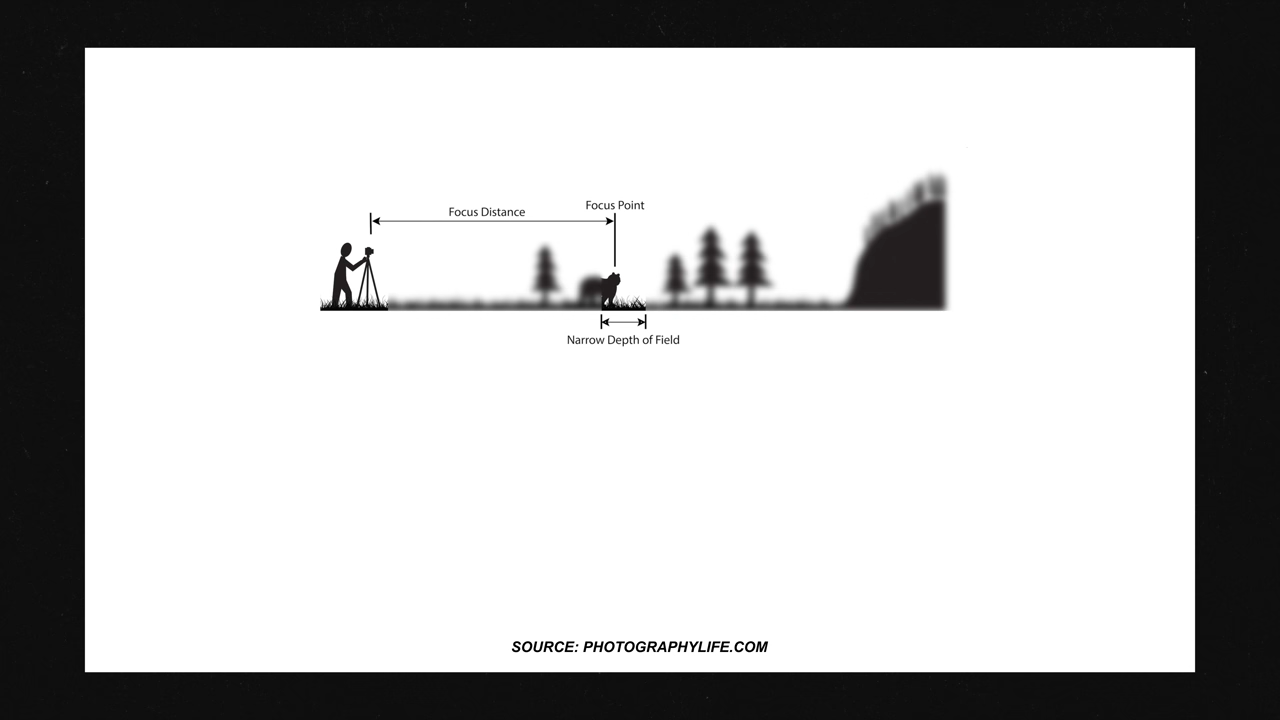 Focus Distance
Focus Point
Narrow Depth of Field
SOURCE: PHOTOGRAPHYLIFE.COM